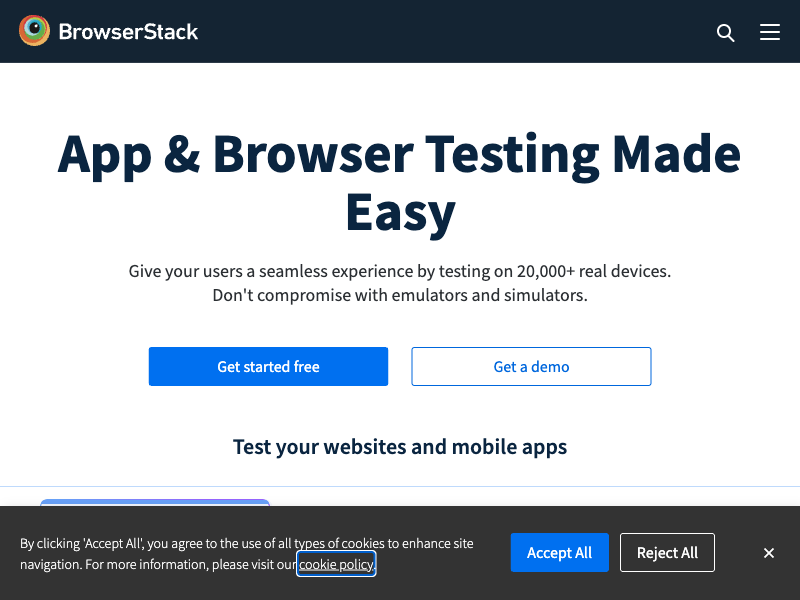 BrowserStack
App & Browser Testing Made
Easy
Give your users a seamless experience by testing on 20,000+ real devices.
Don't compromise with emulators and simulators.
Get started free
Get a demo
Test your websites and mobile apps
By clicking 'Accept All', you agree to the use of all types of cookies to enhance site
navigation. For more information, please visit our cookie policy.
Accept All
Reject All